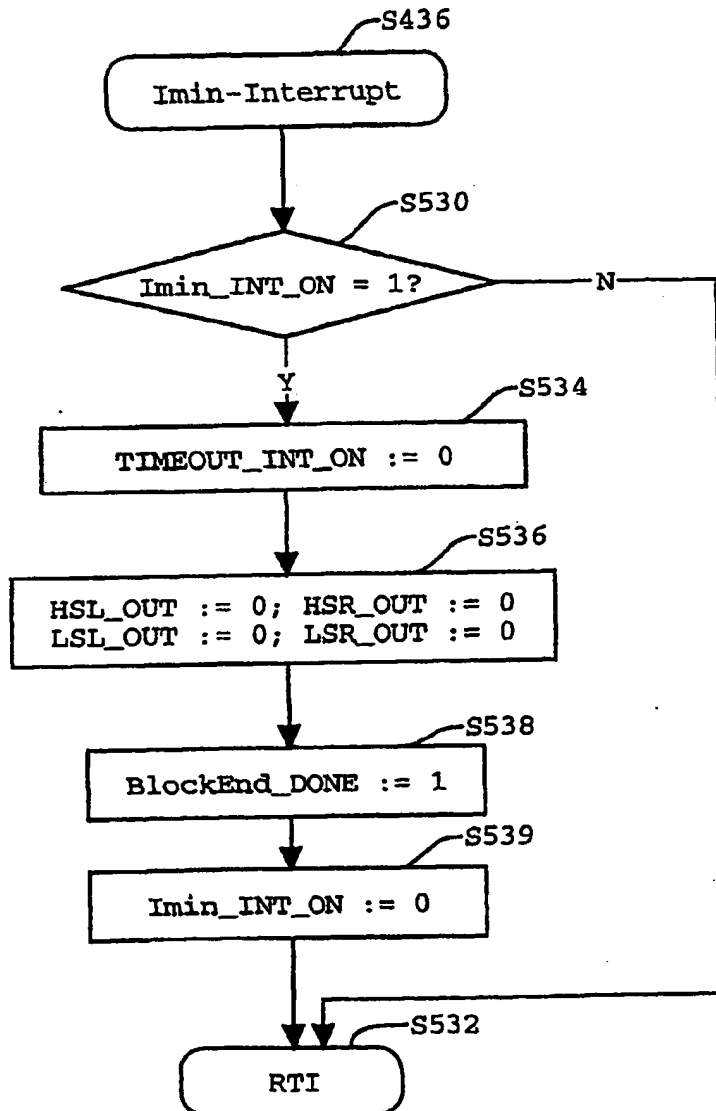 S436
Imin-Interrupt
S530
Imin_INT_ON = 1?
N
Y
S534
TIMEOUT_INT_ON := 0
S536
HSL_OUT := 0; HSR_OUT := 0
LSL_OUT := 0; LSR_OUT := 0
S538
BlockEnd_DONE := 1
S539
Imin_INT_ON := 0
S532
RTI